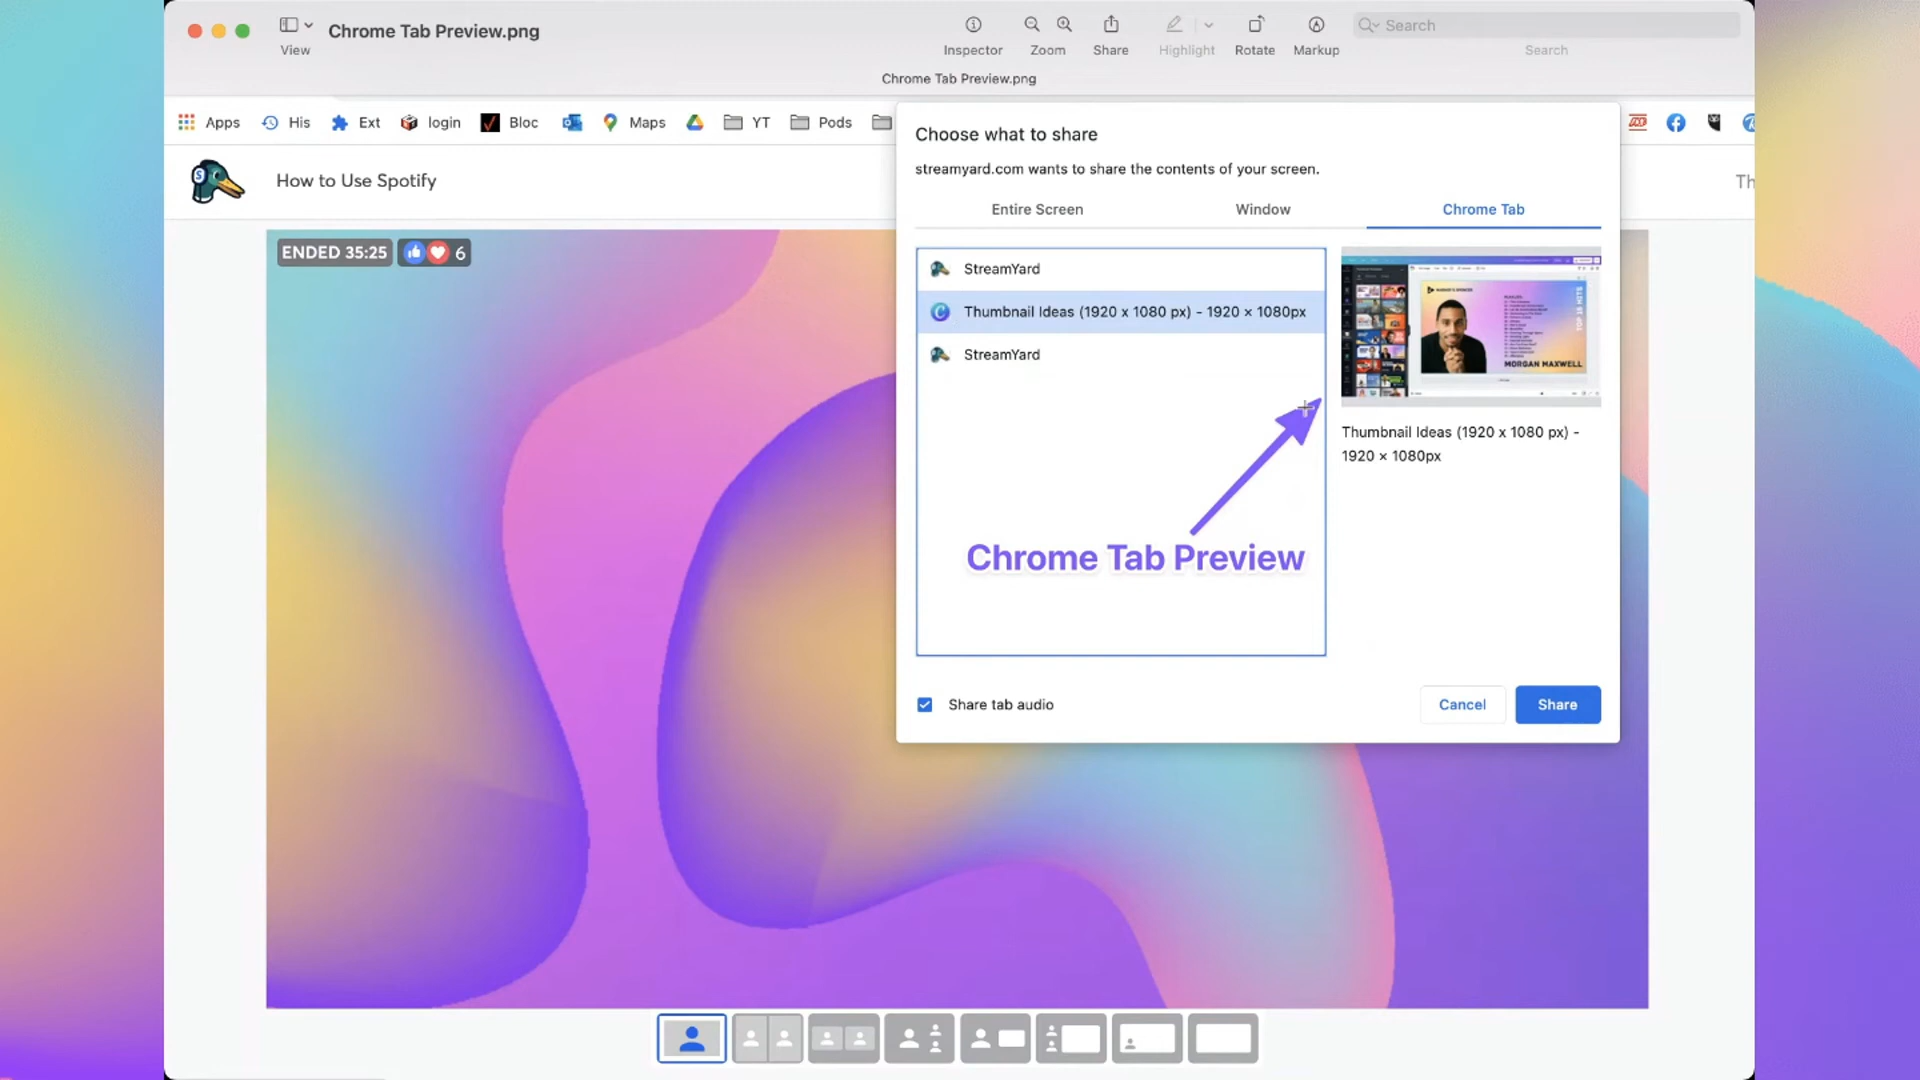 View
Chrome Tab Preview.png
Inspector
Zoom
Share
Highlight
Rotate
Markup
Search
Search
Chrome Tab Preview.png
Apps
His
Ext
login
Bloc
Maps
YT
Pods
How to Use Spotify
Th
ENDED 35:25
6
Choose what to share
streamyard.com wants to share the contents of your screen.
Entire Screen
Window
Chrome Tab
StreamYard
Thumbnail Ideas (1920 x 1080 px) - 1920 × 1080px
StreamYard
TOP 15 HITS
MORGAN MAXWELL
Thumbnail Ideas (1920 x 1080 px) -
1920 × 1080px
Chrome Tab Preview
Share tab audio
Cancel
Share